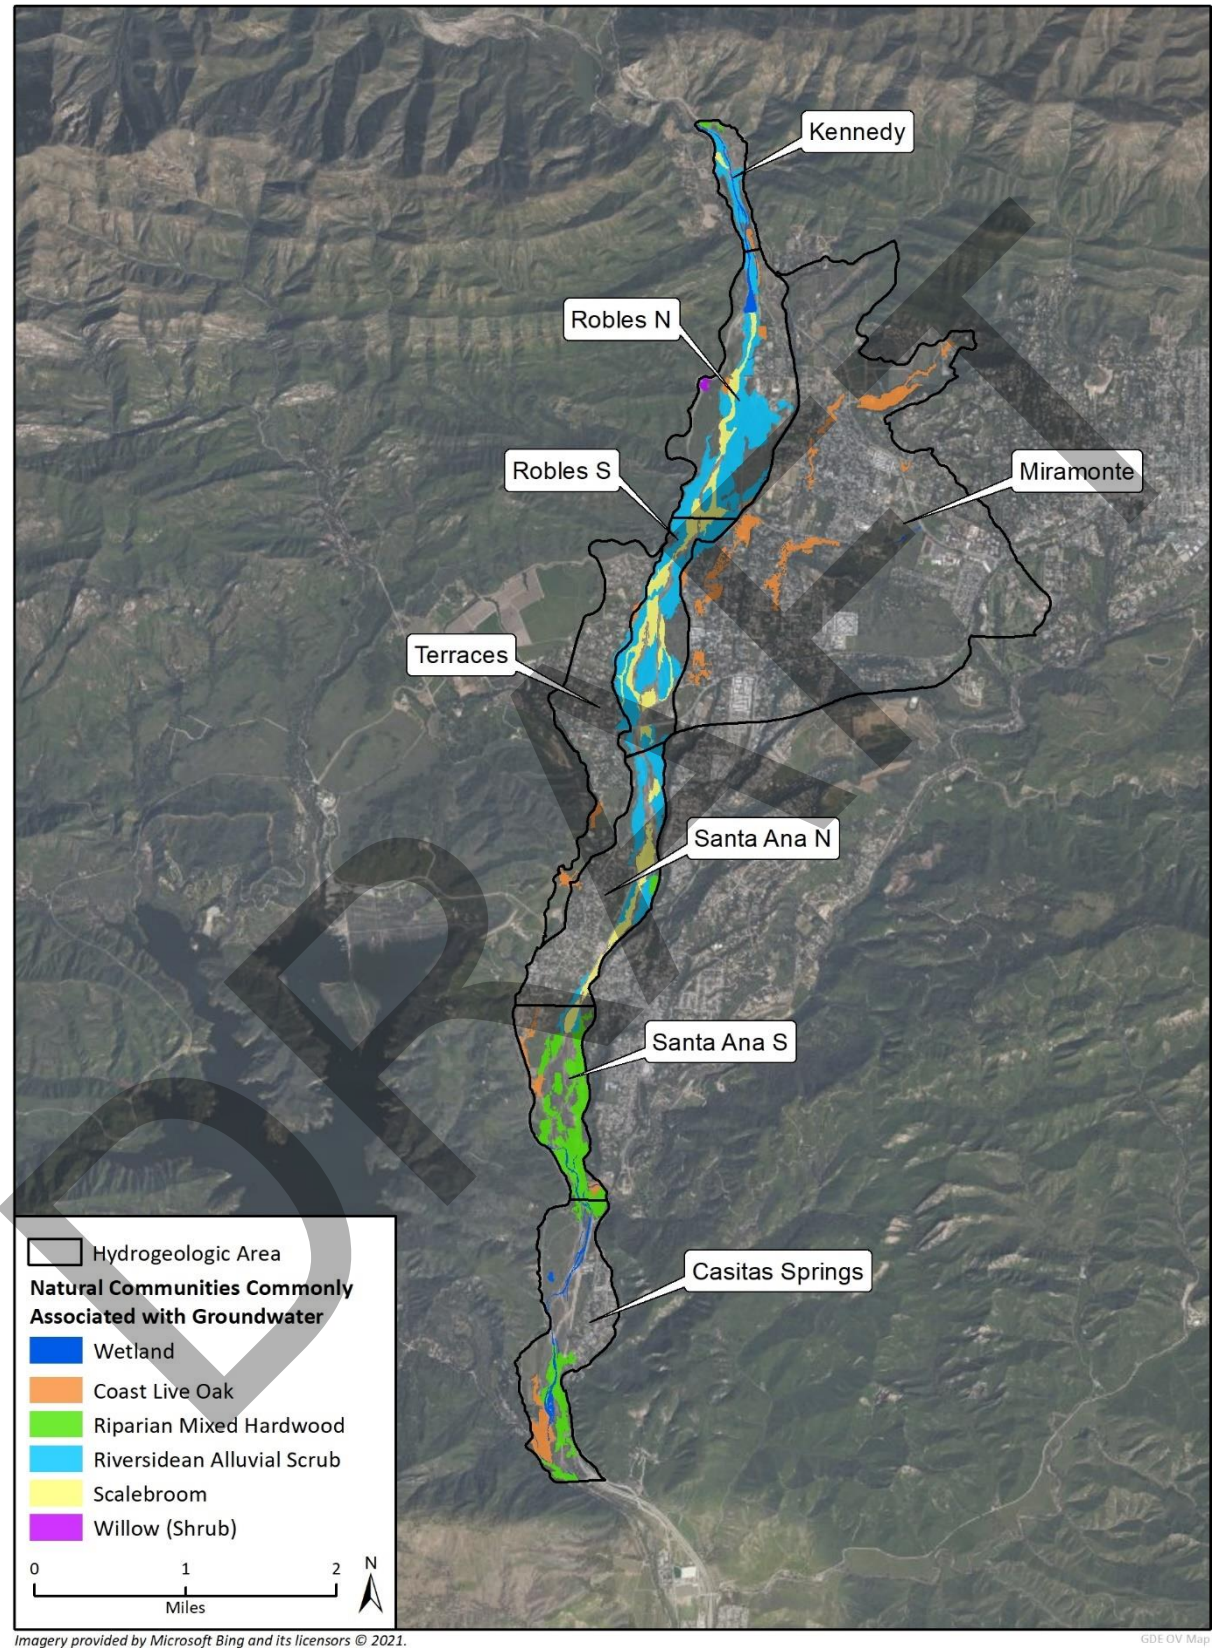 Kennedy
Robles N
Robles S
Miramonte
Terraces
Santa Ana N
Santa Ana S
Casitas Springs
DRAFT
Hydrogeologic Area
Natural Communities Commonly
Associated with Groundwater
Wetland
Coast Live Oak
Riparian Mixed Hardwood
Riversidean Alluvial Scrub
Scalebroom
Willow (Shrub)
0 1 2
Miles
N
Imagery provided by Microsoft Bing and its licensors © 2021.
GDE OV Map